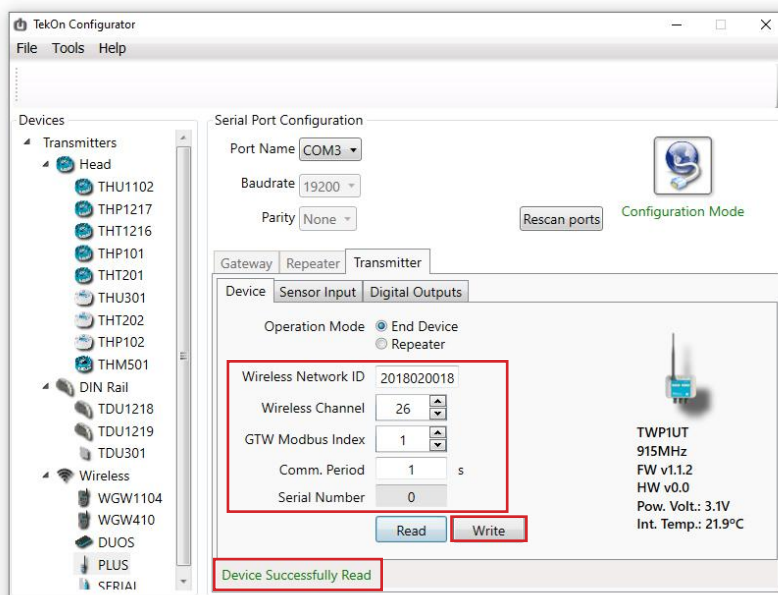 TekOn Configurator
File Tools Help
Devices
Transmitters
Head
THU1102
THP1217
THT1216
THP101
THT201
THU301
THT202
THP102
THM501
DIN Rail
TDU1218
TDU1219
TDU301
Wireless
WGW1104
WGW410
DUOS
PLUS
SERIAL
Serial Port Configuration
Port Name COM3
Baudrate 19200
Parity None
Rescan ports
Configuration Mode
Gateway Repeater Transmitter
Device Sensor Input Digital Outputs
Operation Mode End Device
Repeater
Wireless Network ID 2018020018
Wireless Channel 26
GTW Modbus Index 1
Comm. Period 1 s
Serial Number 0
Read Write
Device Successfully Read
TWP1UT
915MHz
FW v1.1.2
HW v0.0
Pow. Volt.: 3.1V
Int. Temp.: 21.9ºC